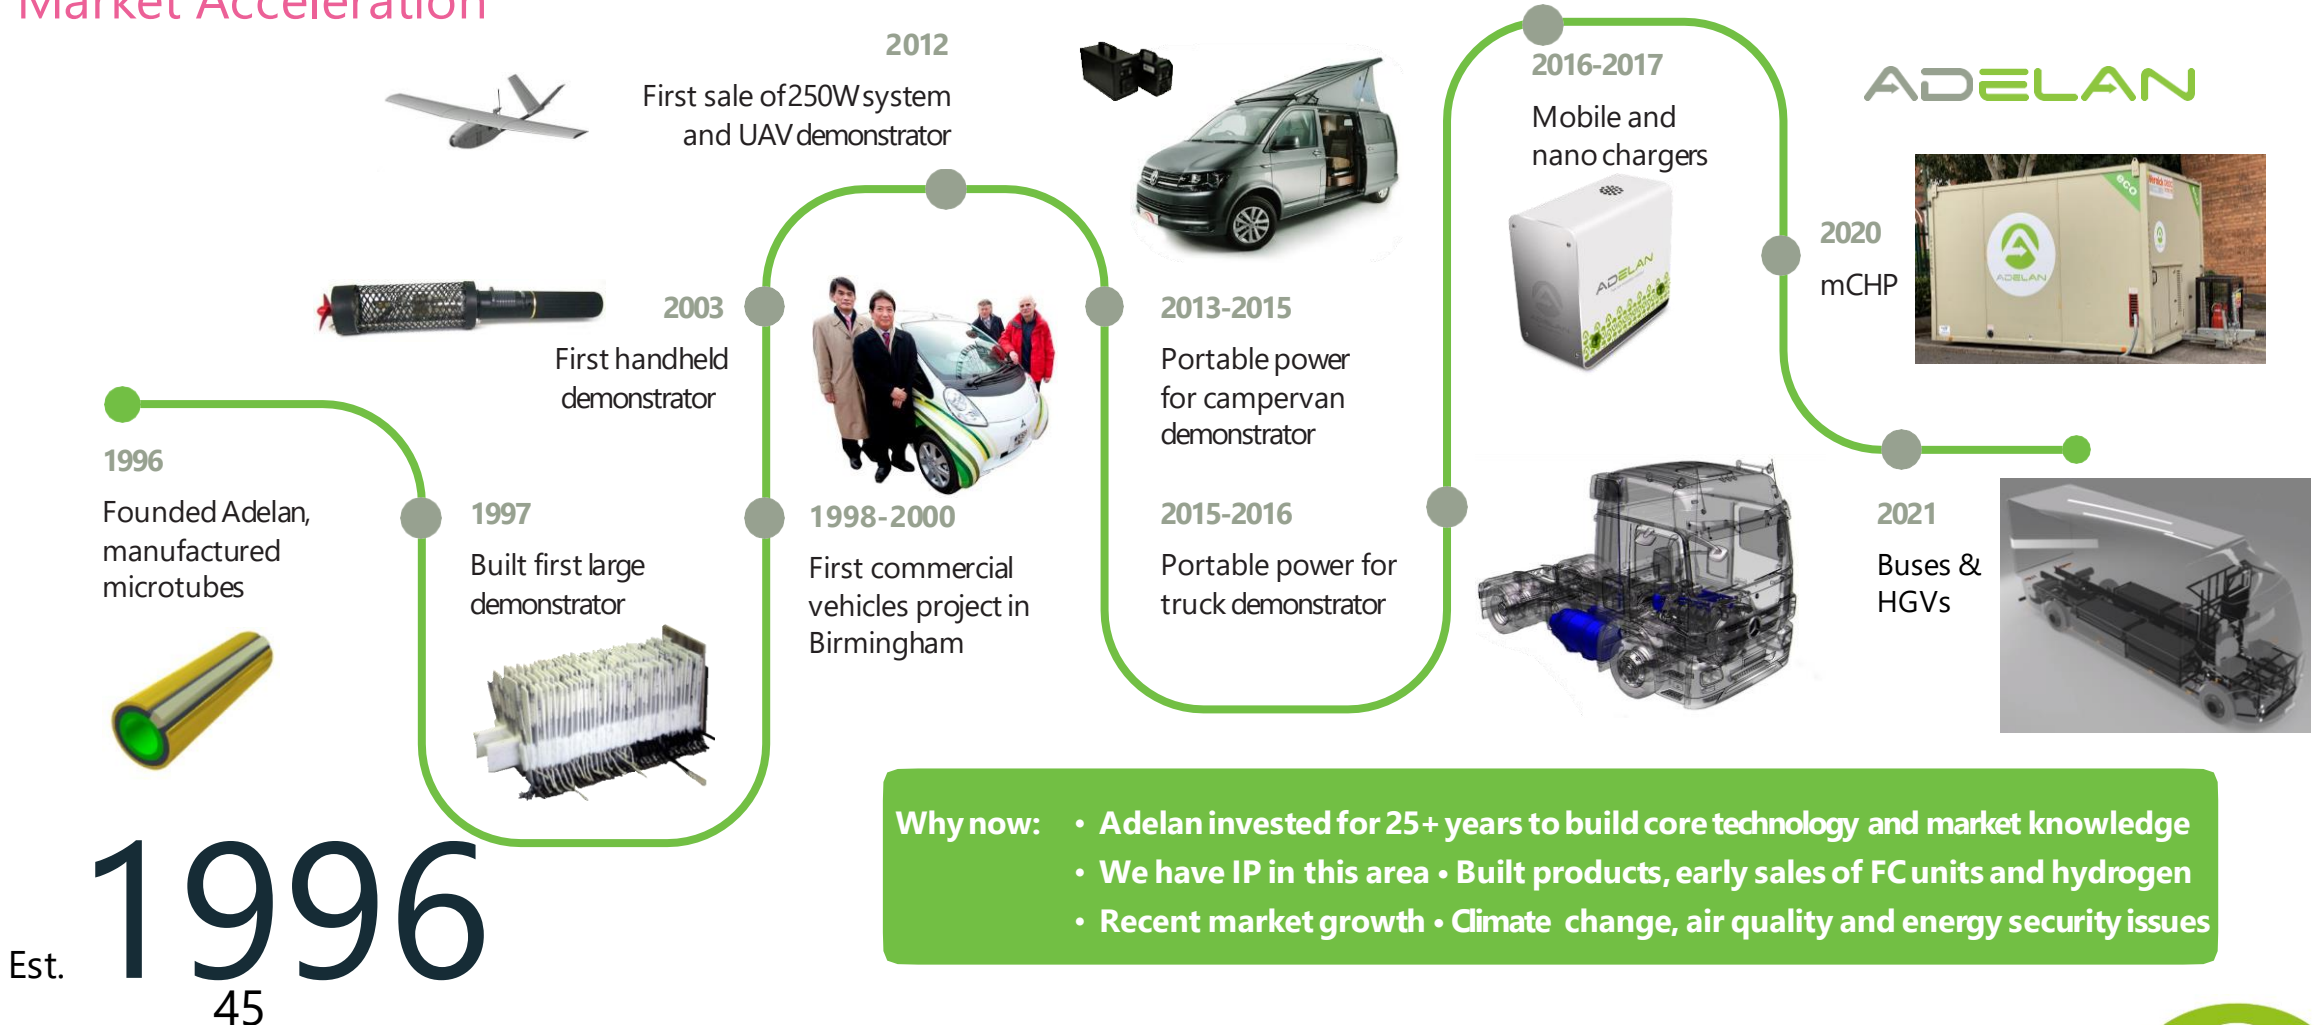 Market Acceleration
2012
First sale of 250W system
and UAV demonstrator
2016-2017
Mobile and
nano chargers
ADELAN
2020
mCHP
ADELAN
eco
ADELAN
2003
First handheld
demonstrator
2013-2015
Portable power
for campervan
demonstrator
1996
Founded Adelan,
manufactured
microtubes
1997
Built first large
demonstrator
1998-2000
First commercial
vehicles project in
Birmingham
2015-2016
Portable power for
truck demonstrator
2021
Buses &
HGVs
Why now: • Adelan invested for 25+ years to build core technology and market knowledge
• We have IP in this area • Built products, early sales of FC units and hydrogen
• Recent market growth • Climate change, air quality and energy security issues
Est. 1996
45